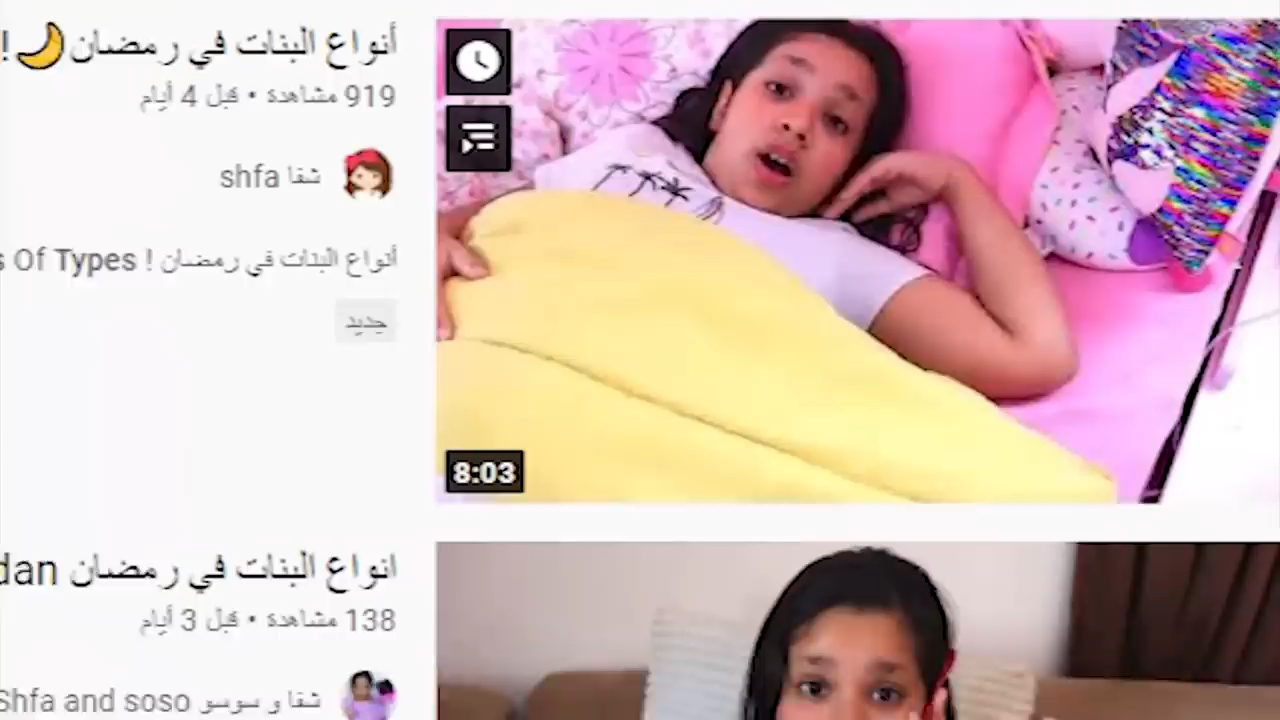 أنواع البنات في رمضان🌙!
919 مشاهدة • قبل 4 أيام
شفا shfa
أنواع البنات في رمضان ! Of Types
جديد
8:03
انواع البنات في رمضان dan
138 مشاهدة • قبل 3 أيام
شفا و سوسو Shfa and soso